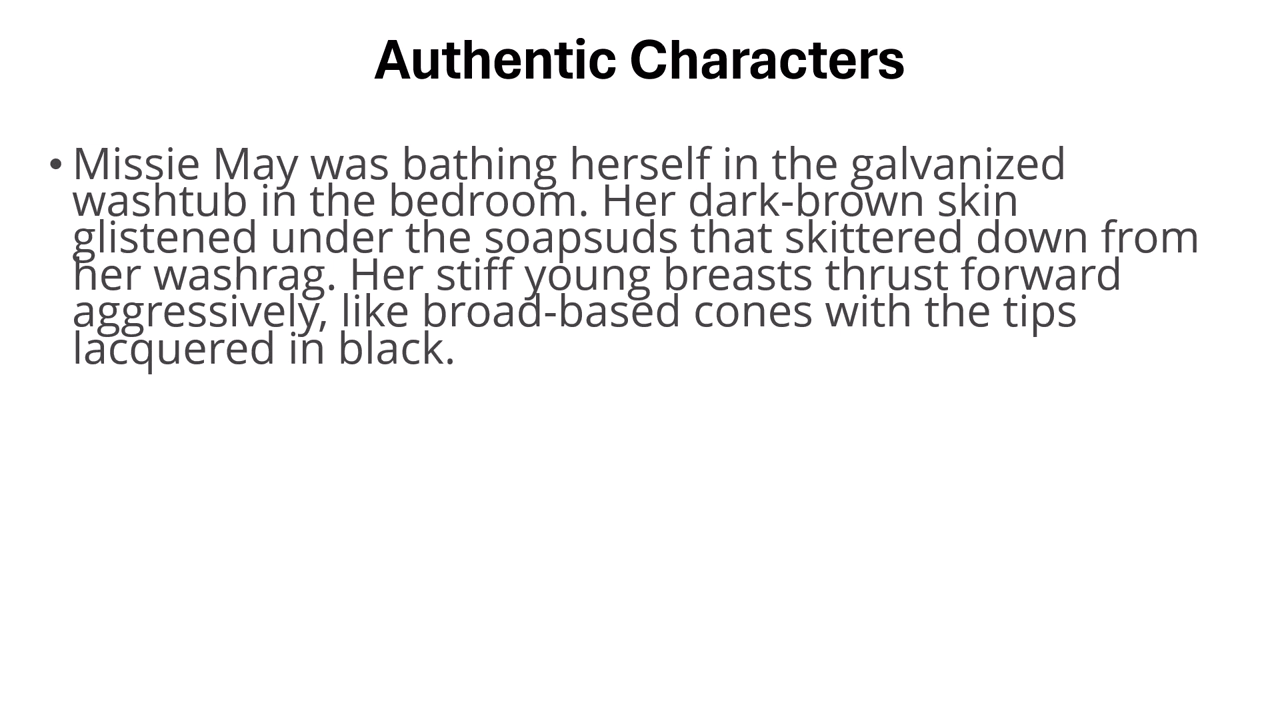 Authentic Characters
• Missie May was bathing herself in the galvanized
washtub in the bedroom. Her dark-brown skin
glistened under the soapsuds that skittered down from
her washrag. Her stiff young breasts thrust forward
aggressively, like broad-based cones with the tips
lacquered in black.